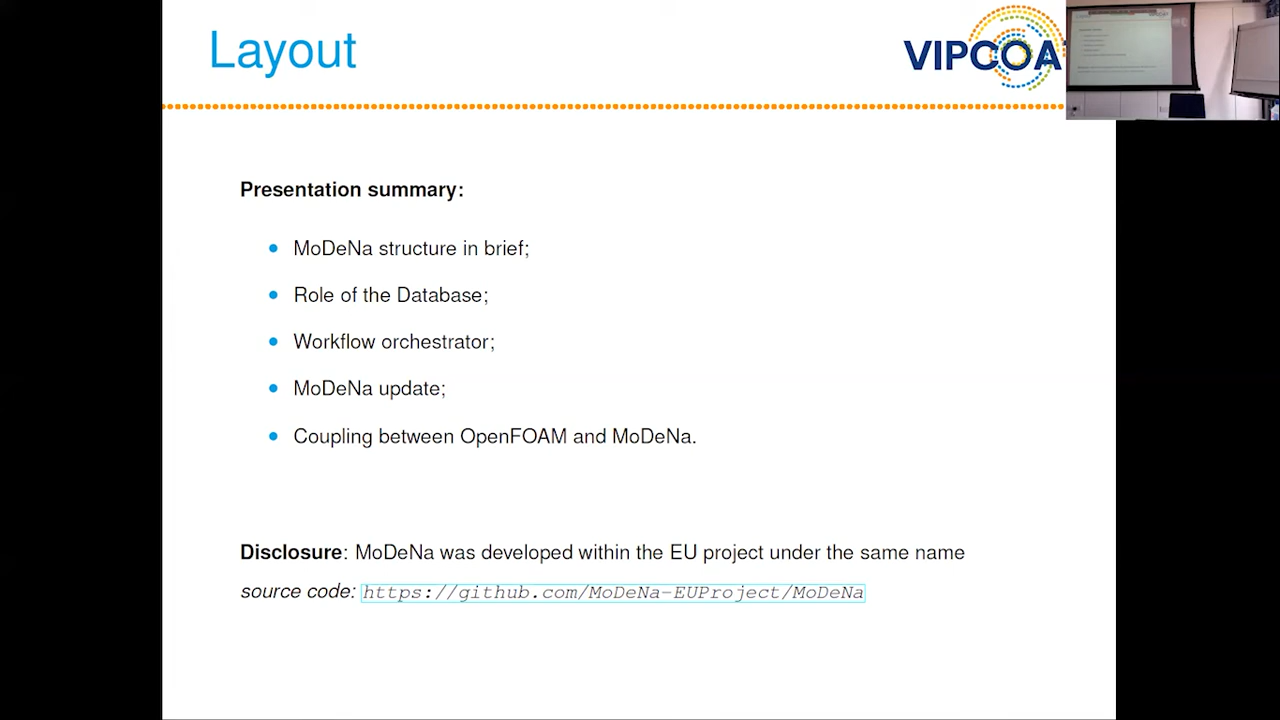 Layout
VIPCOA
Presentation summary:
MoDeNa structure in brief;
Role of the Database;
Workflow orchestrator;
MoDeNa update;
Coupling between OpenFOAM and MoDeNa.
Disclosure: MoDeNa was developed within the EU project under the same name
source code: https://github.com/MoDeNa-EUProject/MoDeNa